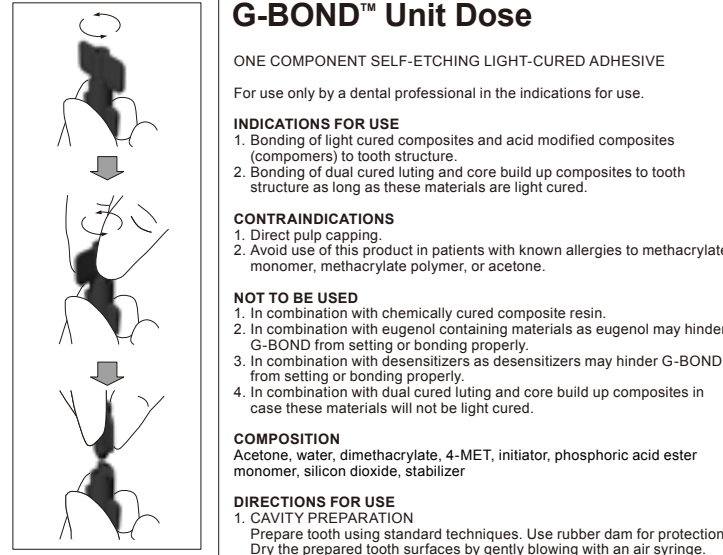 G-BOND™ Unit Dose
ONE COMPONENT SELF-ETCHING LIGHT-CURED ADHESIVE
For use only by a dental professional in the indications for use.
INDICATIONS FOR USE
1. Bonding of light cured composites and acid modified composites
(compomers) to tooth structure.
2. Bonding of dual cured luting and core build up composites to tooth
structure as long as these materials are light cured.
CONTRAINDICATIONS
1. Direct pulp capping.
2. Avoid use of this product in patients with known allergies to methacrylate
monomer, methacrylate polymer, or acetone.
NOT TO BE USED
1. In combination with chemically cured composite resin.
2. In combination with eugenol containing materials as eugenol may hinder
G-BOND from setting or bonding properly.
3. In combination with desensitizers as desensitizers may hinder G-BOND
from setting or bonding properly.
4. In combination with dual cured luting and core build up composites in
case these materials will not be light cured.
COMPOSITION
Acetone, water, dimethacrylate, 4-MET, initiator, phosphoric acid ester
monomer, silicon dioxide, stabilizer
DIRECTIONS FOR USE
1. CAVITY PREPARATION
Prepare tooth using standard techniques. Use rubber dam for protection.
Dry the prepared tooth surfaces by gently blowing with an air syringe.